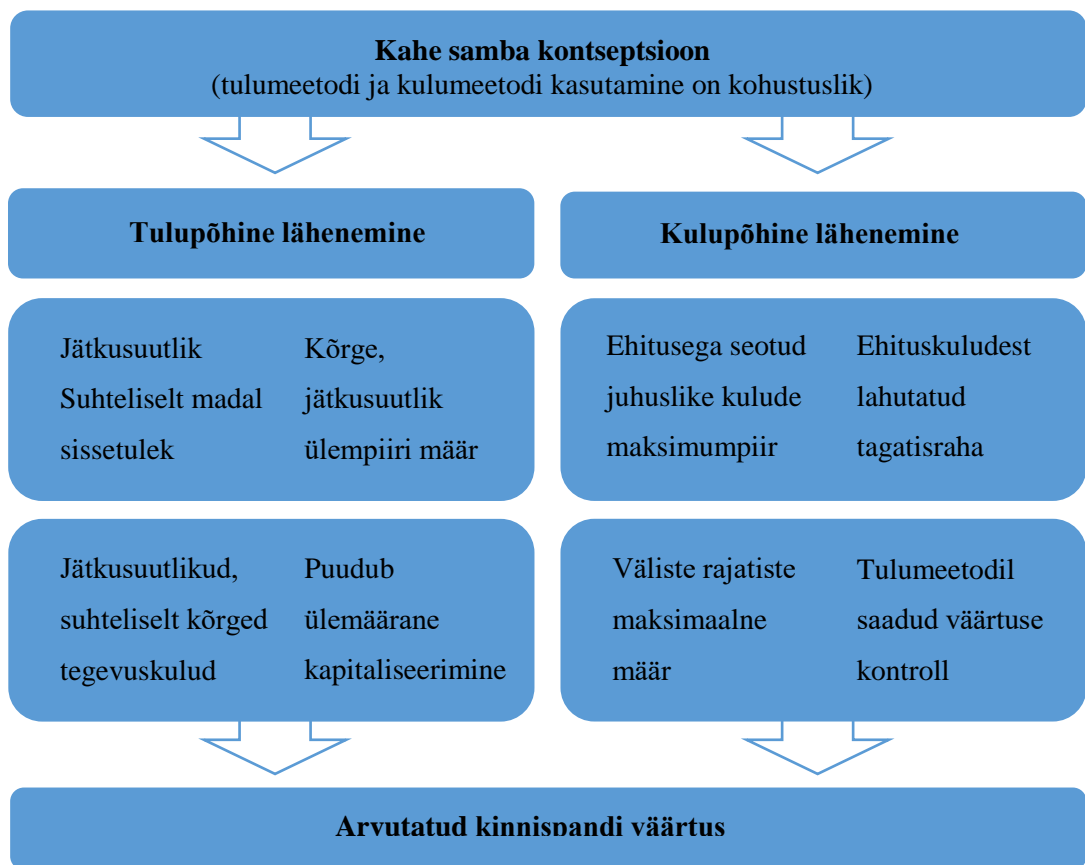 Kahe samba kontseptsioon
(tulumeetodi ja kulumeetodi kasutamine on kohustuslik)
Tulupõhine lähenemine
Kulupõhine lähenemine
Jätkusuutlik
Suhteliselt madal
sissetulek
Kõrge,
jätkusuutlik
ülempiiri määr
Ehitusega seotud
juhuslike kulude
maksimumpiir
Ehituskuludest
lahutatud
tagatisraha
Jätkusuutlikud,
suhteliselt kõrged
tegevuskulud
Puudub
ülemäärane
kapitaliseerimine
Väliste rajatiste
maksimaalne
määr
Tulumeetodil
saadud väärtuse
kontroll
Arvutatud kinnispandi väärtus